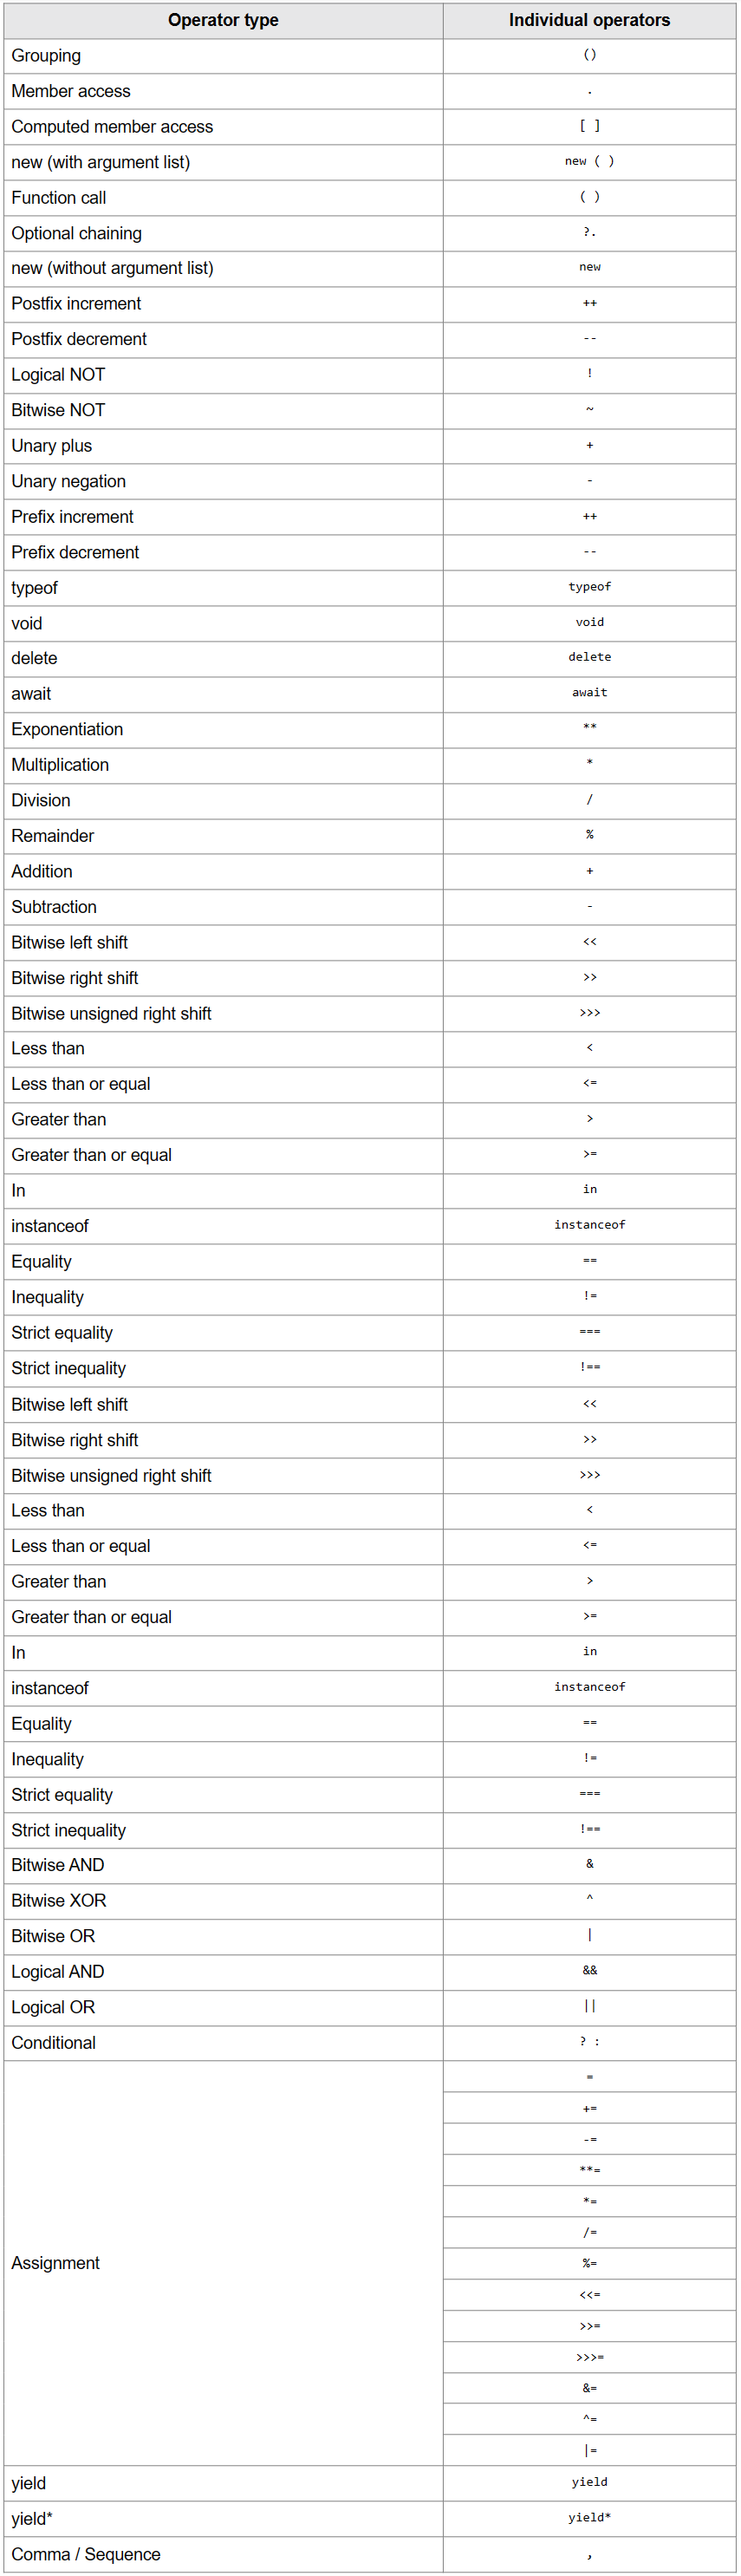 Operator type Individual operators
Grouping ()
Member access .
Computed member access [ ]
new (with argument list) new ( )
Function call ( )
Optional chaining ?.
new (without argument list) new
Postfix increment ++
Postfix decrement --
Logical NOT !
Bitwise NOT ~
Unary plus +
Unary negation -
Prefix increment ++
Prefix decrement --
typeof typeof
void void
delete delete
await await
Exponentiation **
Multiplication *
Division /
Remainder %
Addition +
Subtraction -
Bitwise left shift <<
Bitwise right shift >>
Bitwise unsigned right shift >>>
Less than <
Less than or equal <=
Greater than >
Greater than or equal >=
In in
instanceof instanceof
Equality ==
Inequality !=
Strict equality ===
Strict inequality !==
Bitwise left shift <<
Bitwise right shift >>
Bitwise unsigned right shift >>>
Less than <
Less than or equal <=
Greater than >
Greater than or equal >=
In in
instanceof instanceof
Equality ==
Inequality !=
Strict equality ===
Strict inequality !==
Bitwise AND &
Bitwise XOR ^
Bitwise OR |
Logical AND &&
Logical OR ||
Conditional ? :
Assignment =
+=
-=
**=
*=
/=
%=
<<=
>>=
>>>=
&=
^=
|=
yield yield
yield* yield*
Comma / Sequence ,